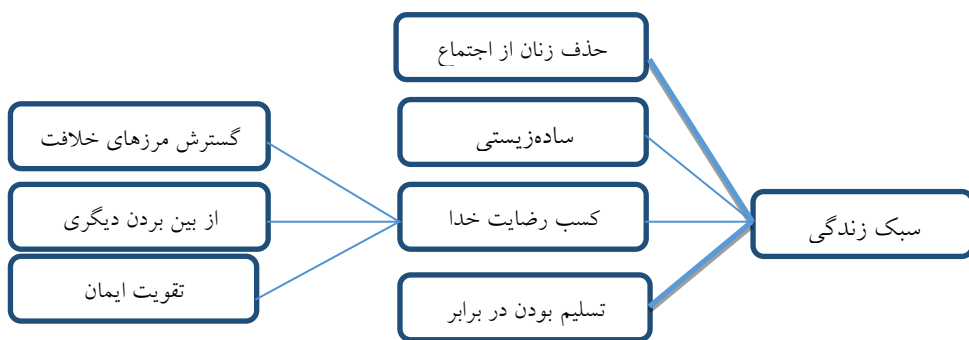 سبک زندگی
حذف زنان از اجتماع
ساده‌زیستی
کسب رضایت خدا
تسلیم بودن در برابر
گسترش مرزهای خلافت
از بین بردن دیگری
تقویت ایمان